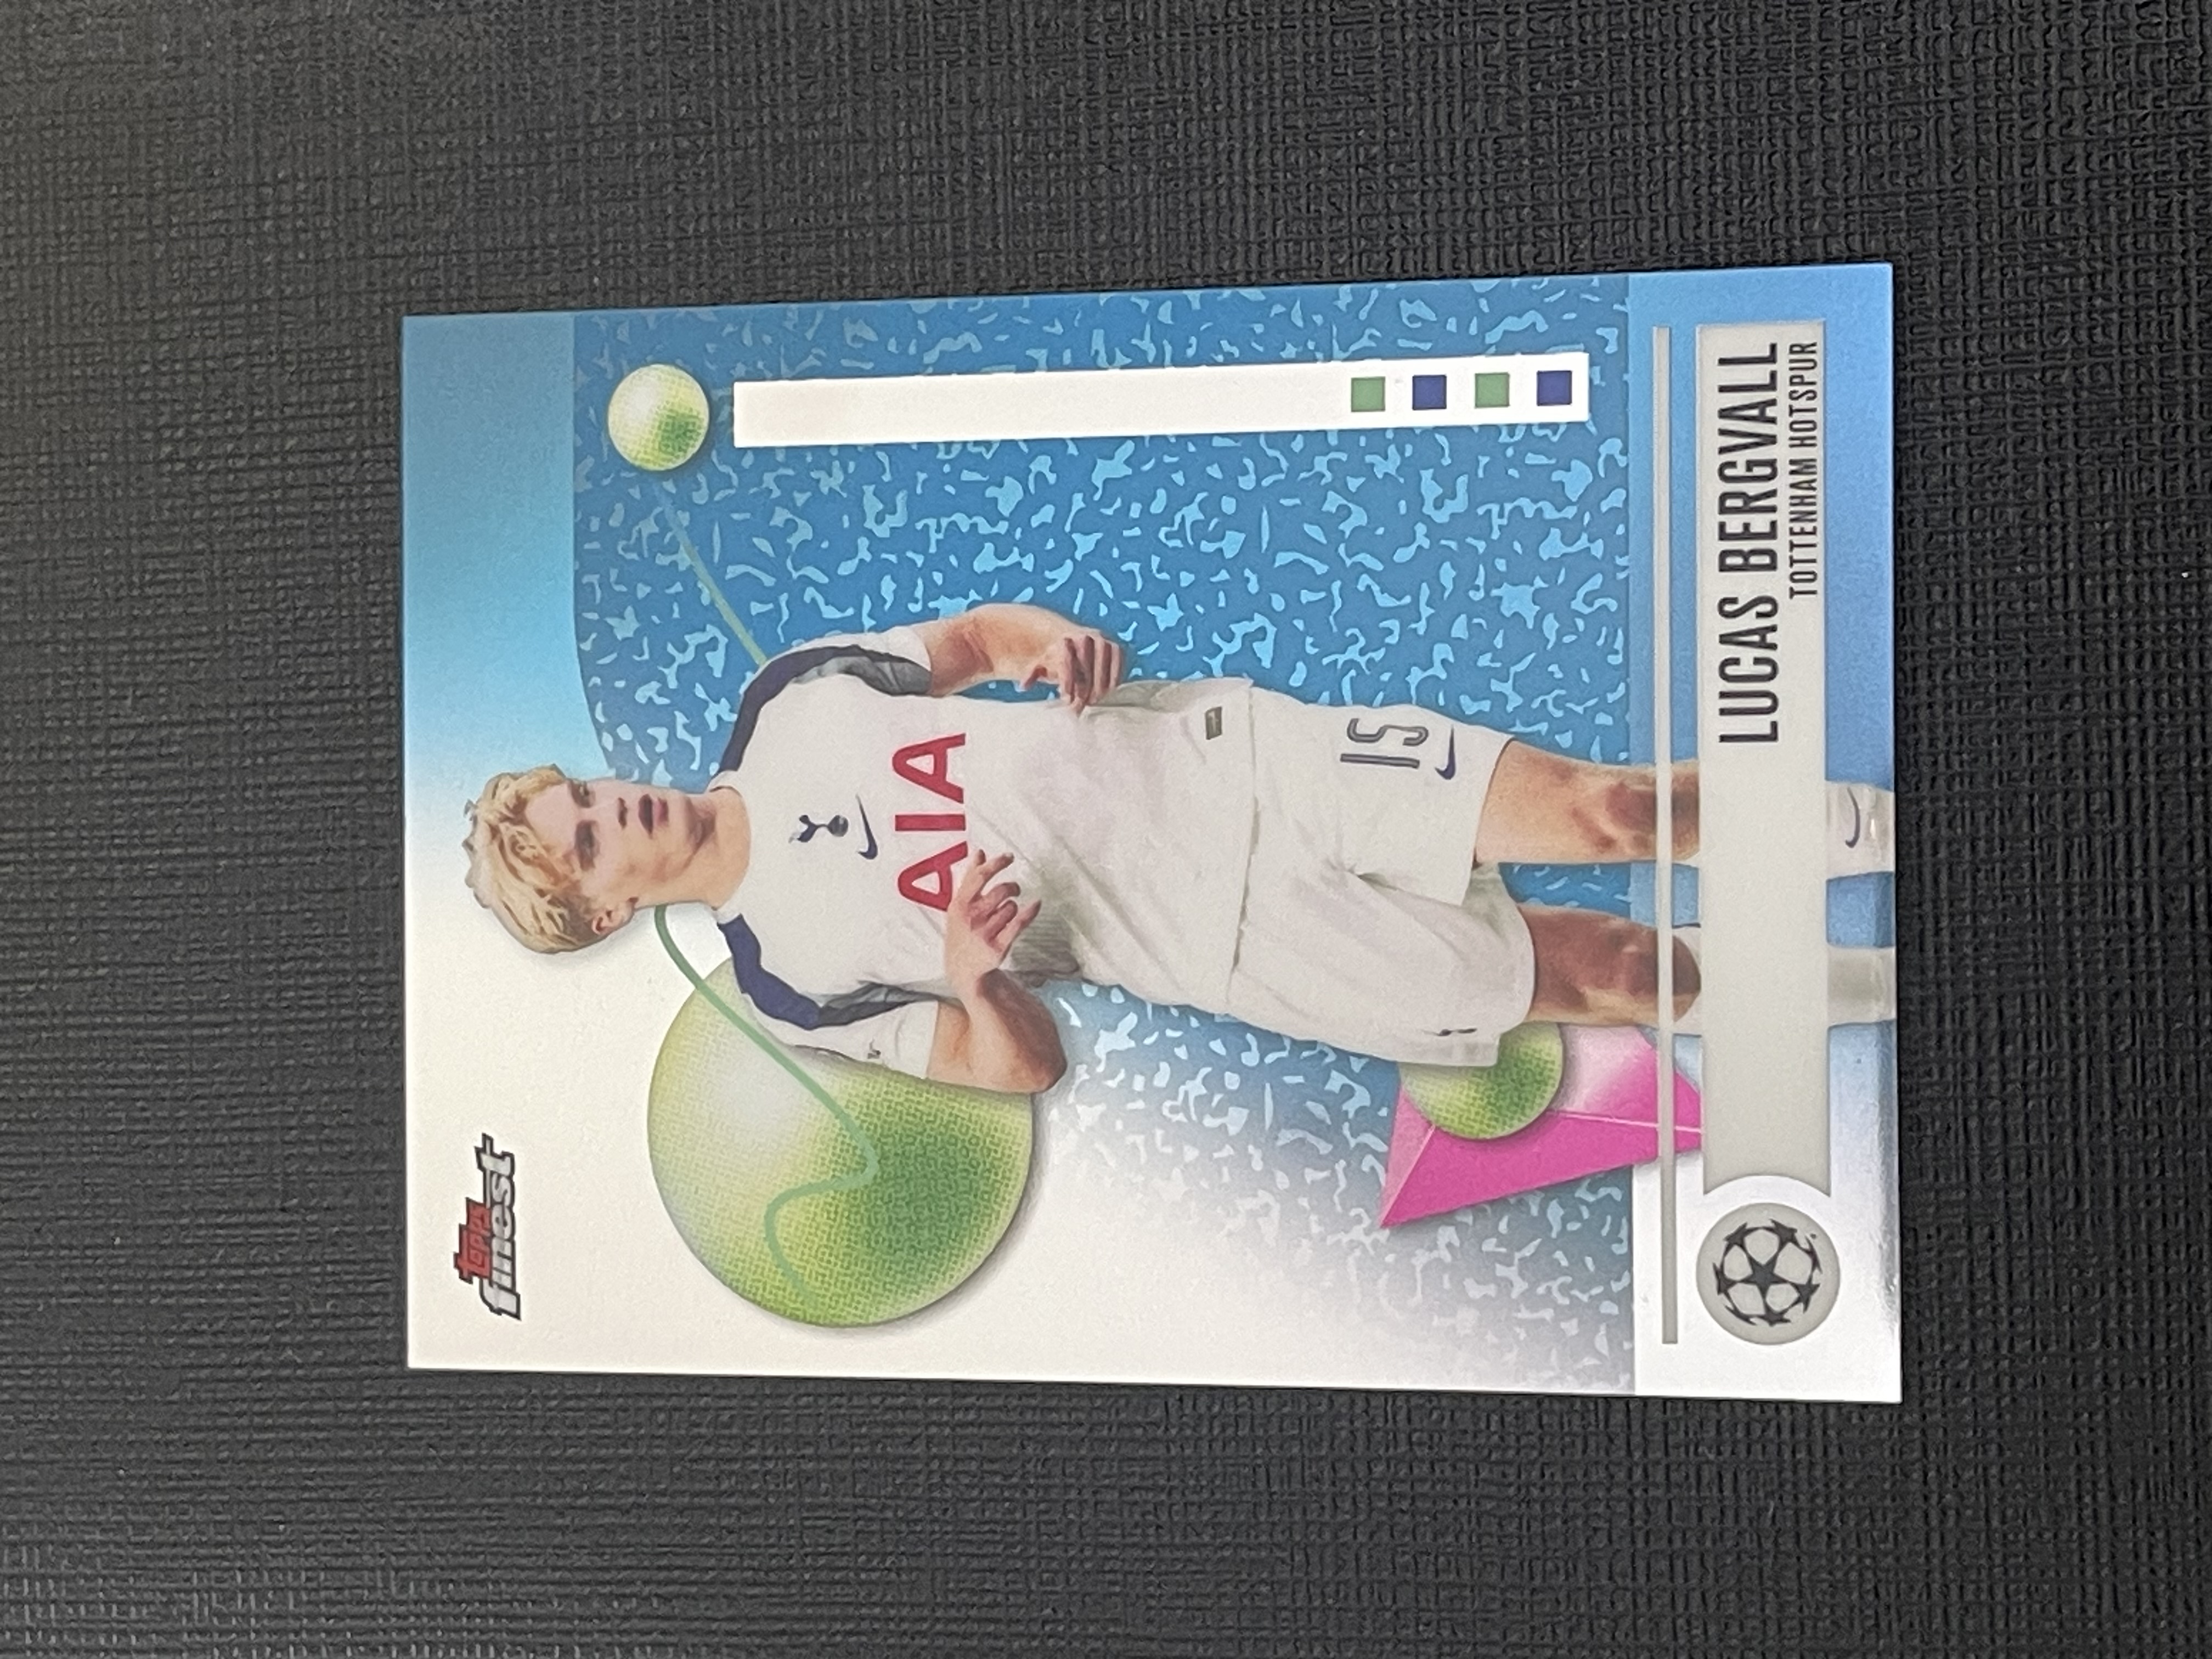 topps
finest
AIA
15
LUCAS BERGVALL
TOTTENHAM HOTSPUR